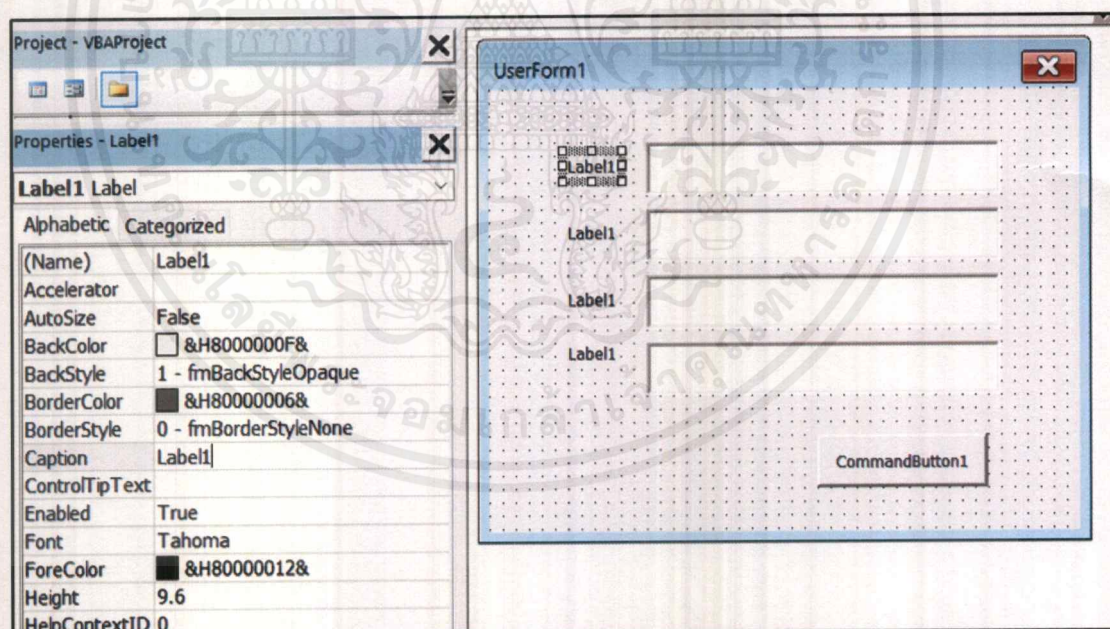 Project - VBAProject
Properties - Label1
Label1 Label
Alphabetic Categorized
(Name) Label1
Accelerator
AutoSize False
BackColor &H8000000F&
BackStyle 1 - fmBackStyleOpaque
BorderColor &H80000006&
BorderStyle 0 - fmBorderStyleNone
Caption Label1
ControlTipText
Enabled True
Font Tahoma
ForeColor &H80000012&
Height 9.6
HelpContextID 0
UserForm1
Label1
Label1
Label1
Label1
CommandButton1